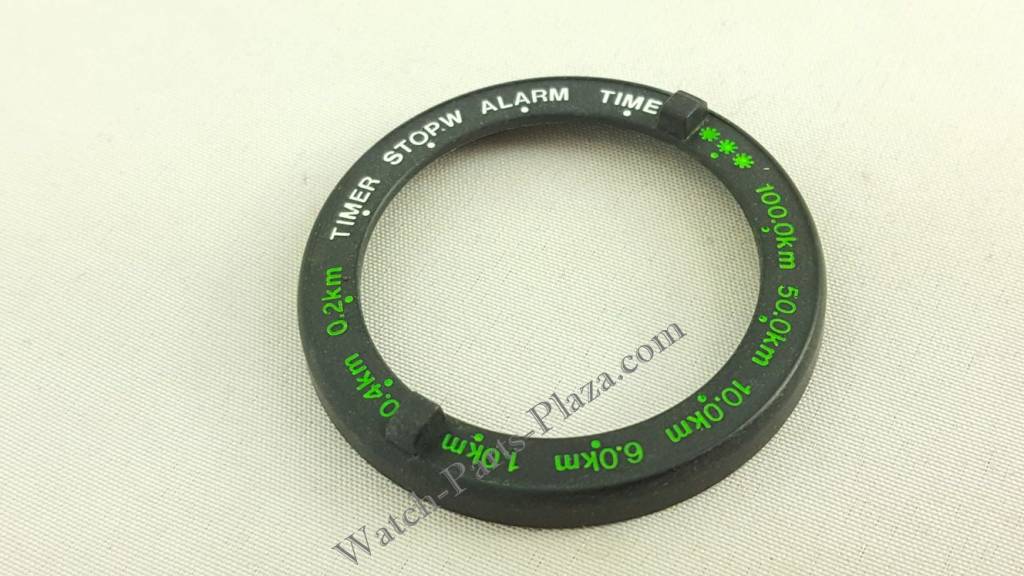 TIMER STOP.W ALARM TIME
***
100.0km 50.0km 10.0km 6.0km 1.0km 0.4km 0.2km
Watch-Parts-Plaza.com